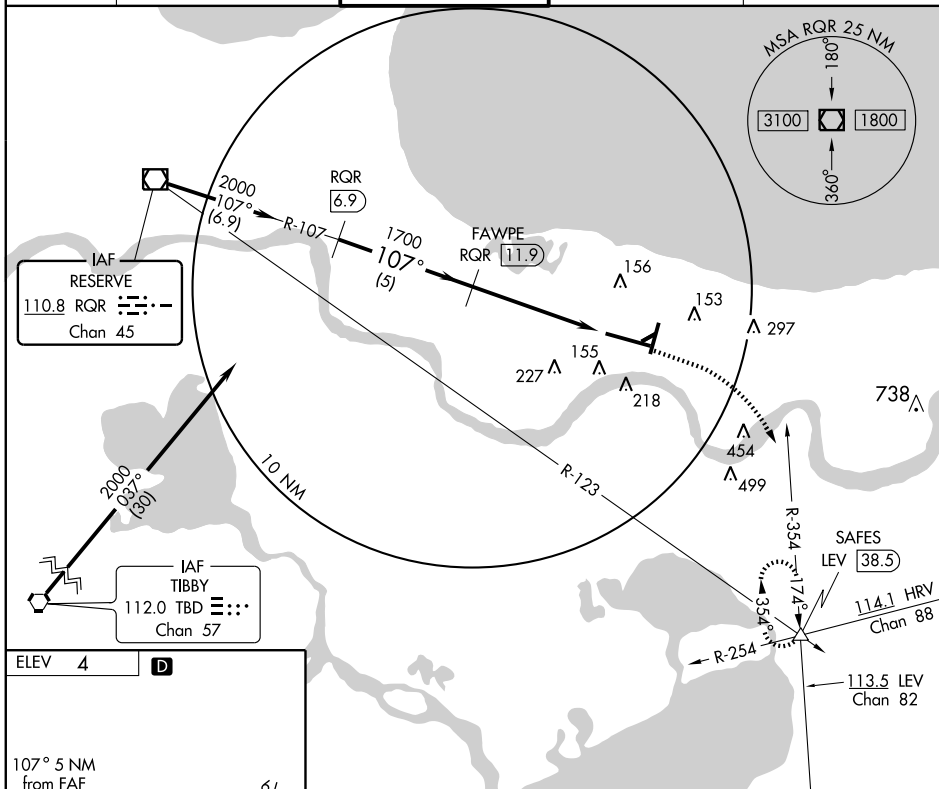 MSA RQR 25 NM
180°
3100
1800
360°
2000
107°
(6.9)
R-107
RQR
6.9
1700
107°
(5)
FAWPE
RQR 11.9
156
153
297
IAF
RESERVE
110.8 RQR
Chan 45
155
227
218
738
454
499
10 NM
R-123
2000
037°
(30)
R-354
SAFES
LEV 38.5
IAF
TIBBY
112.0 TBD
Chan 57
354°
174°
114.1 HRV
Chan 88
R-254
113.5 LEV
Chan 82
ELEV 4
D
107° 5 NM
from FAF